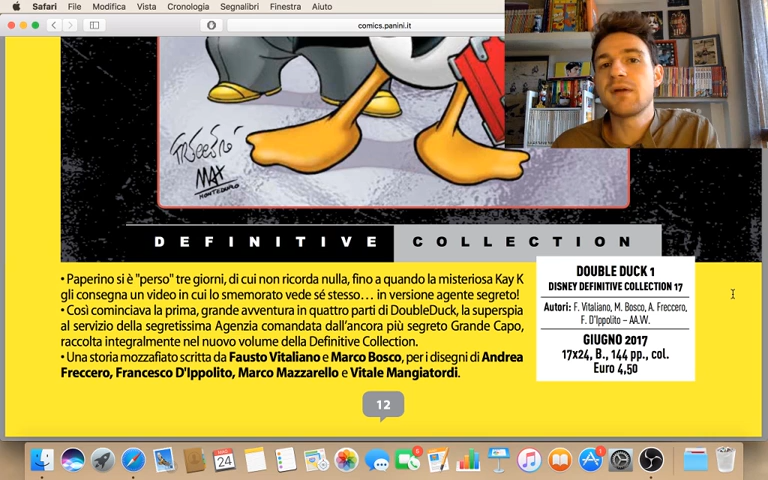 Safari File Modifica Vista Cronologia Segnalibri Finestra Aiuto
comics.panini.it
MAX
MONTEDURO
DEFINITIVE COLLECTION
• Paperino si è "perso" tre giorni, di cui non ricorda nulla, fino a quando la misteriosa Kay K
gli consegna un video in cui lo smemorato vede sé stesso… in versione agente segreto!
• Così cominciava la prima, grande avventura in quattro parti di DoubleDuck, la superspia
al servizio della segretissima Agenzia comandata dall'ancora più segreto Grande Capo,
raccolta integralmente nel nuovo volume della Definitive Collection.
• Una storia mozzafiato scritta da Fausto Vitaliano e Marco Bosco, per i disegni di Andrea
Freccero, Francesco D'Ippolito, Marco Mazzarello e Vitale Mangiatordi.
DOUBLE DUCK 1
DISNEY DEFINITIVE COLLECTION 17
Autori: F. Vitaliano, M. Bosco, A. Freccero,
F. D'Ippolito – AA.W.
GIUGNO 2017
17x24, B., 144 pp., col.
Euro 4,50
12
24